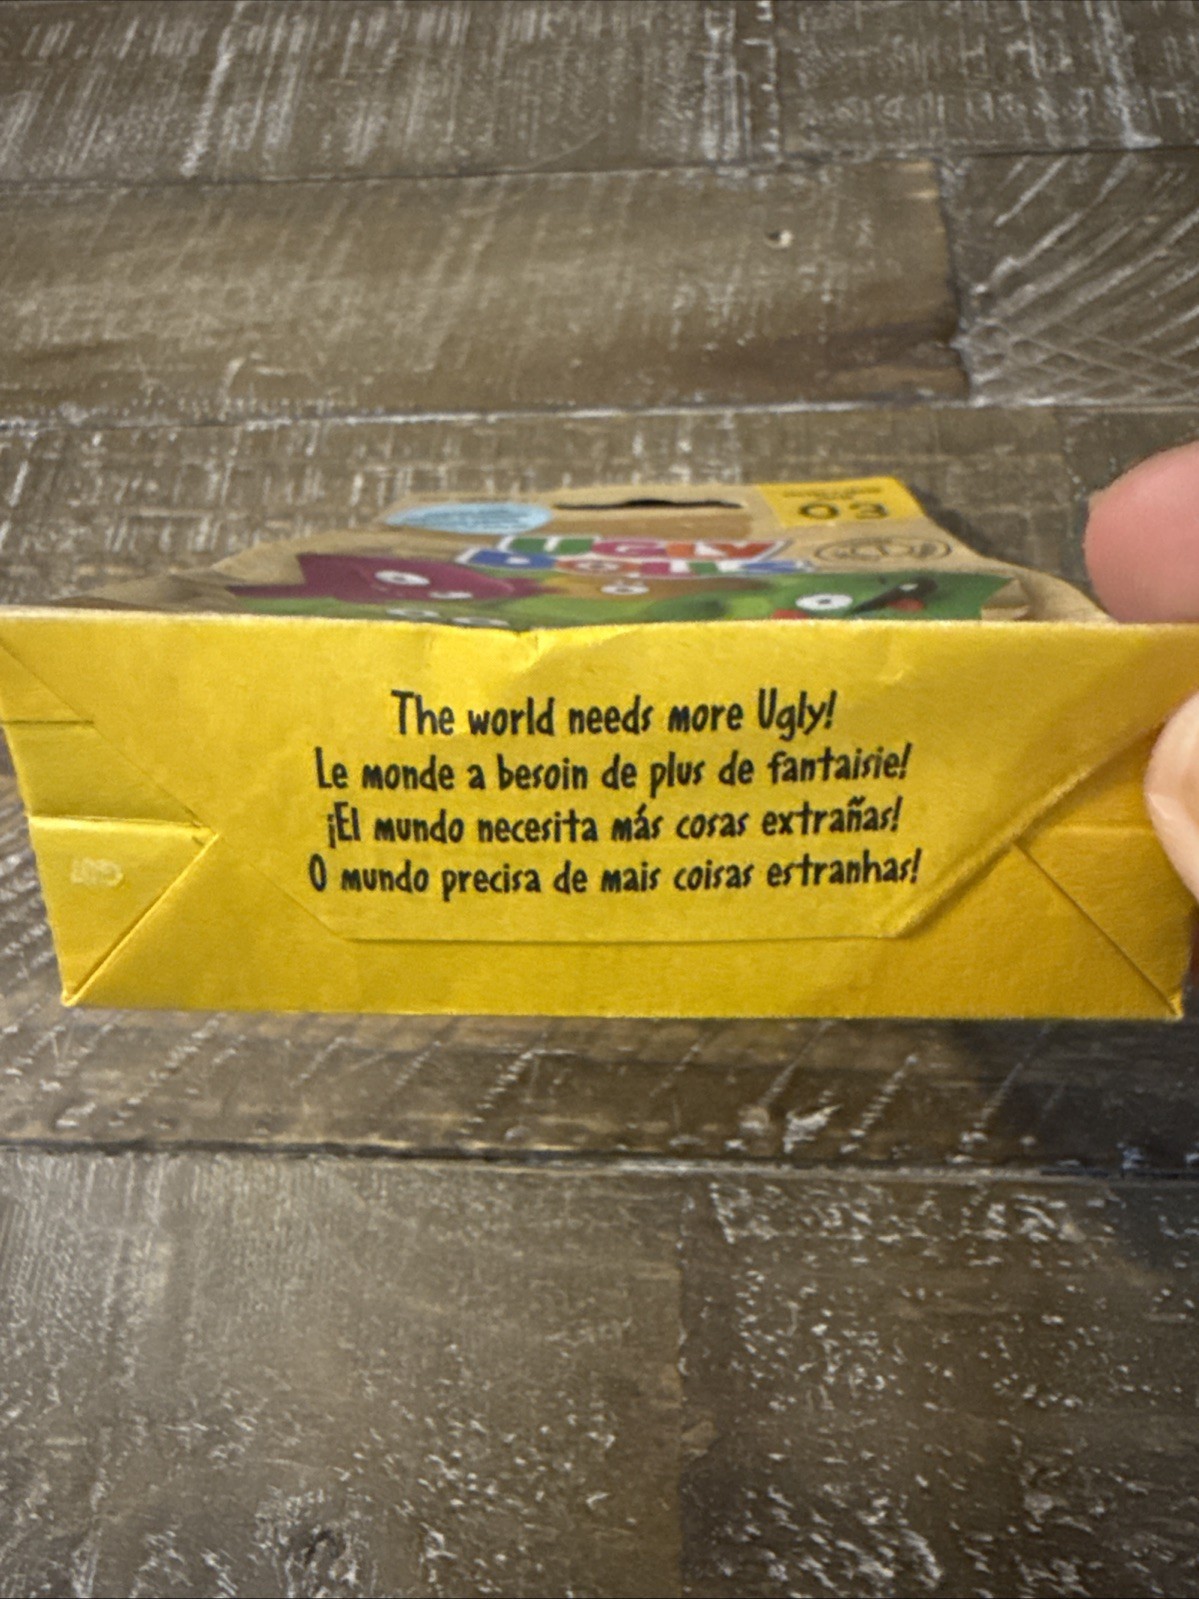 03
UGLY
DOLLS
The world needs more Ugly!
Le monde a besoin de plus de fantaisie!
¡El mundo necesita más cosas extrañas!
O mundo precisa de mais coisas estranhas!